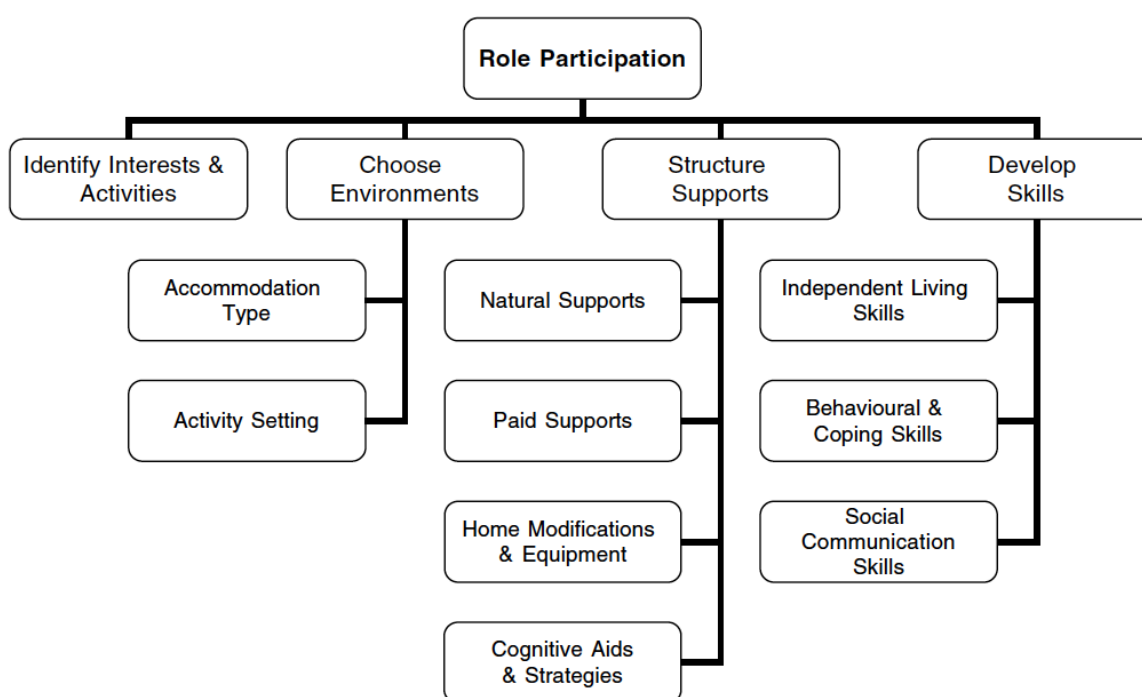 Role Participation
Identify Interests &
Activities
Choose
Environments
Structure
Supports
Develop
Skills
Accommodation
Type
Activity Setting
Natural Supports
Paid Supports
Home Modifications
& Equipment
Cognitive Aids
& Strategies
Independent Living
Skills
Behavioural &
Coping Skills
Social
Communication
Skills